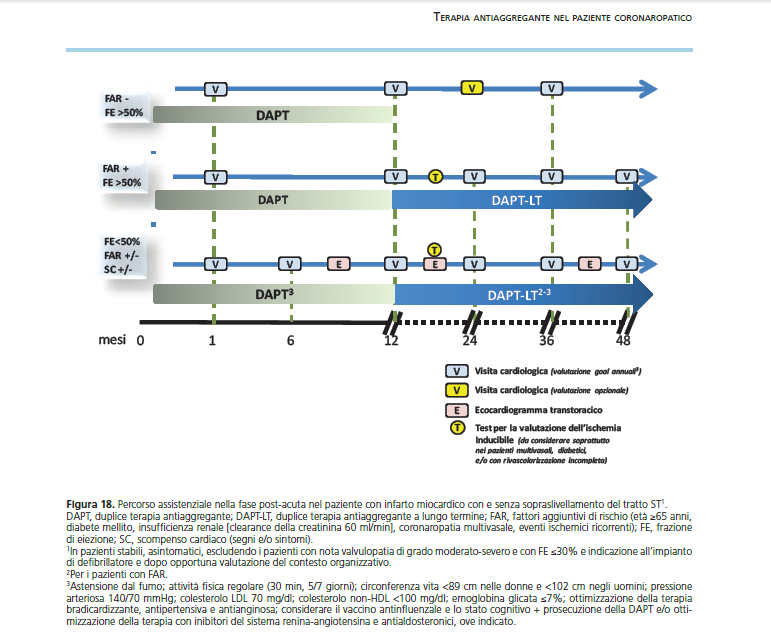 TERAPIA ANTIAGGREGANTE NEL PAZIENTE CORONAROPATICO
V V V V
FAR -
FE >50%
DAPT
FAR +
FE >50%
V V T V V V
DAPT DAPT-LT
FE<50%
FAR +/-
SC +/-
T
V V E V E V V E V
DAPT³ DAPT-LT²⁻³
mesi 0 1 6 12 24 36 48
V Visita cardiologica (valutazione goal annuali³)
V Visita cardiologica (valutazione opzionale)
E Ecocardiogramma transtoracico
T Test per la valutazione dell'ischemia
Inducibile (da considerare soprattutto
nei pazienti multivasali, diabetici,
e/o con rivascolarizzazione incompleta)
Figura 18. Percorso assistenziale nella fase post-acuta nel paziente con infarto miocardico con e senza sopraslivellamento del tratto ST¹.
DAPT, duplice terapia antiaggregante; DAPT-LT, duplice terapia antiaggregante a lungo termine; FAR, fattori aggiuntivi di rischio (età ≥65 anni,
diabete mellito, insufficienza renale [clearance della creatinina 60 ml/min], coronaropatia multivasale, eventi ischemici ricorrenti); FE, frazione
di eiezione; SC, scompenso cardiaco (segni e/o sintomi).
¹In pazienti stabili, asintomatici, escludendo i pazienti con nota valvulopatia di grado moderato-severo e con FE ≤30% e indicazione all'impianto
di defibrillatore e dopo opportuna valutazione del contesto organizzativo.
²Per i pazienti con FAR.
³Astensione dal fumo; attività fisica regolare (30 min, 5/7 giorni); circonferenza vita <89 cm nelle donne e <102 cm negli uomini; pressione
arteriosa 140/70 mmHg; colesterolo LDL 70 mg/dl; colesterolo non-HDL <100 mg/dl; emoglobina glicata ≤7%; ottimizzazione della terapia
bradicardizzante, antipertensiva e antianginosa; considerare il vaccino antinfluenzale e lo stato cognitivo + prosecuzione della DAPT e/o otti-
mizzazione della terapia con inibitori del sistema renina-angiotensina e antialdosteronici, ove indicato.